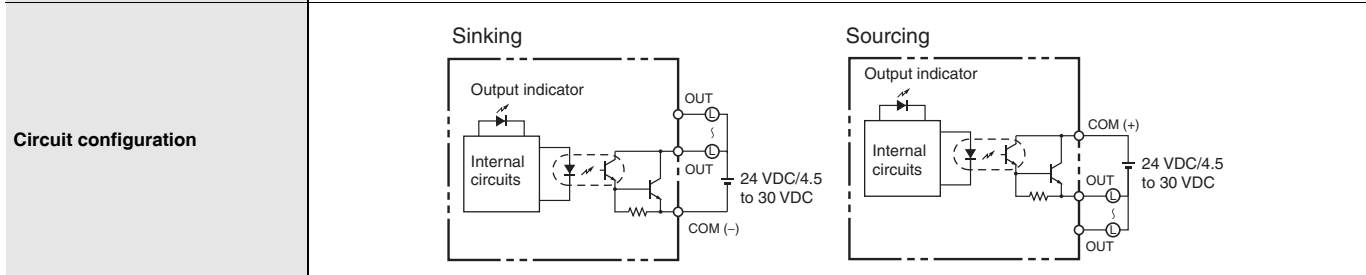 Circuit configuration
Sinking
Output indicator
Internal
circuits
OUT
L
L
OUT
24 VDC/4.5
to 30 VDC
COM (–)
Sourcing
Output indicator
Internal
circuits
COM (+)
24 VDC/4.5
to 30 VDC
OUT
L
L
OUT